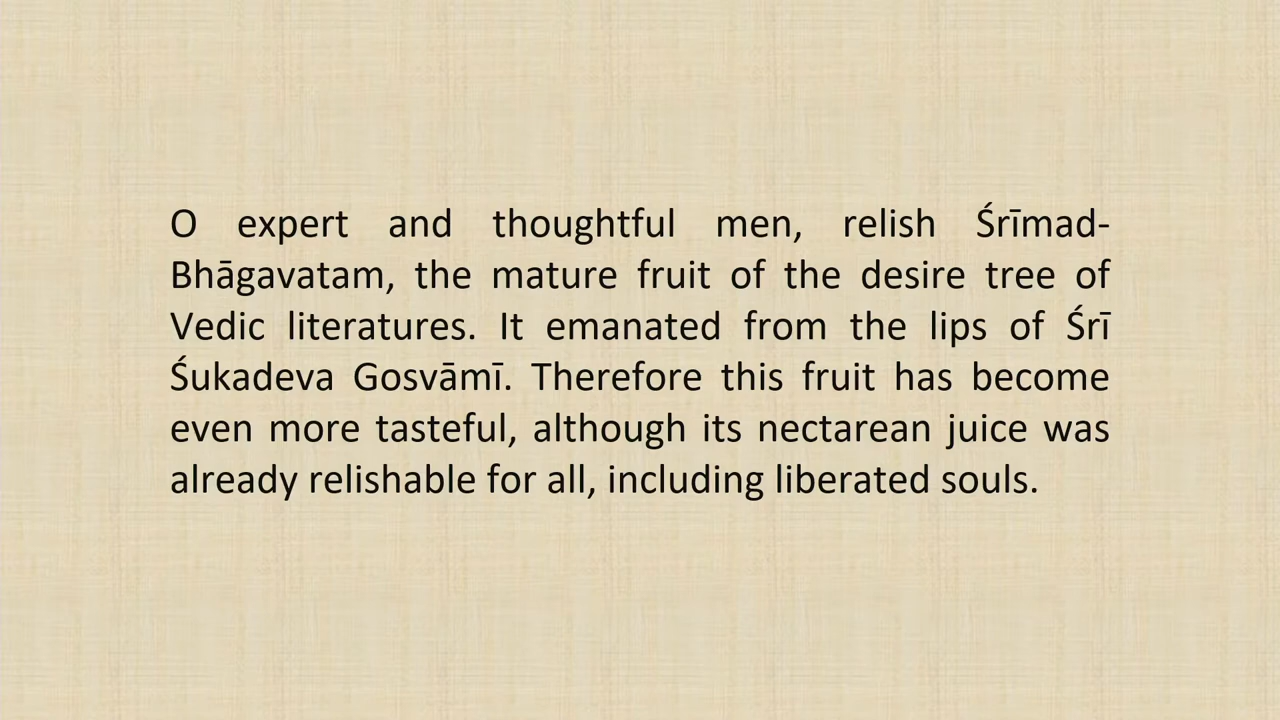 O expert and thoughtful men, relish Śrīmad-
Bhāgavatam, the mature fruit of the desire tree of
Vedic literatures. It emanated from the lips of Śrī
Śukadeva Gosvāmī. Therefore this fruit has become
even more tasteful, although its nectarean juice was
already relishable for all, including liberated souls.